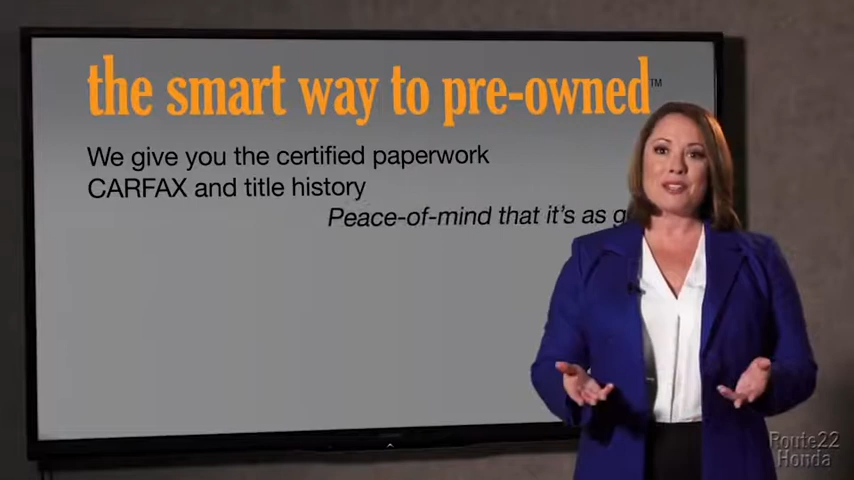 the smart way to pre-owned™
We give you the certified paperwork
CARFAX and title history
Peace-of-mind that it's as g
Route22
Honda